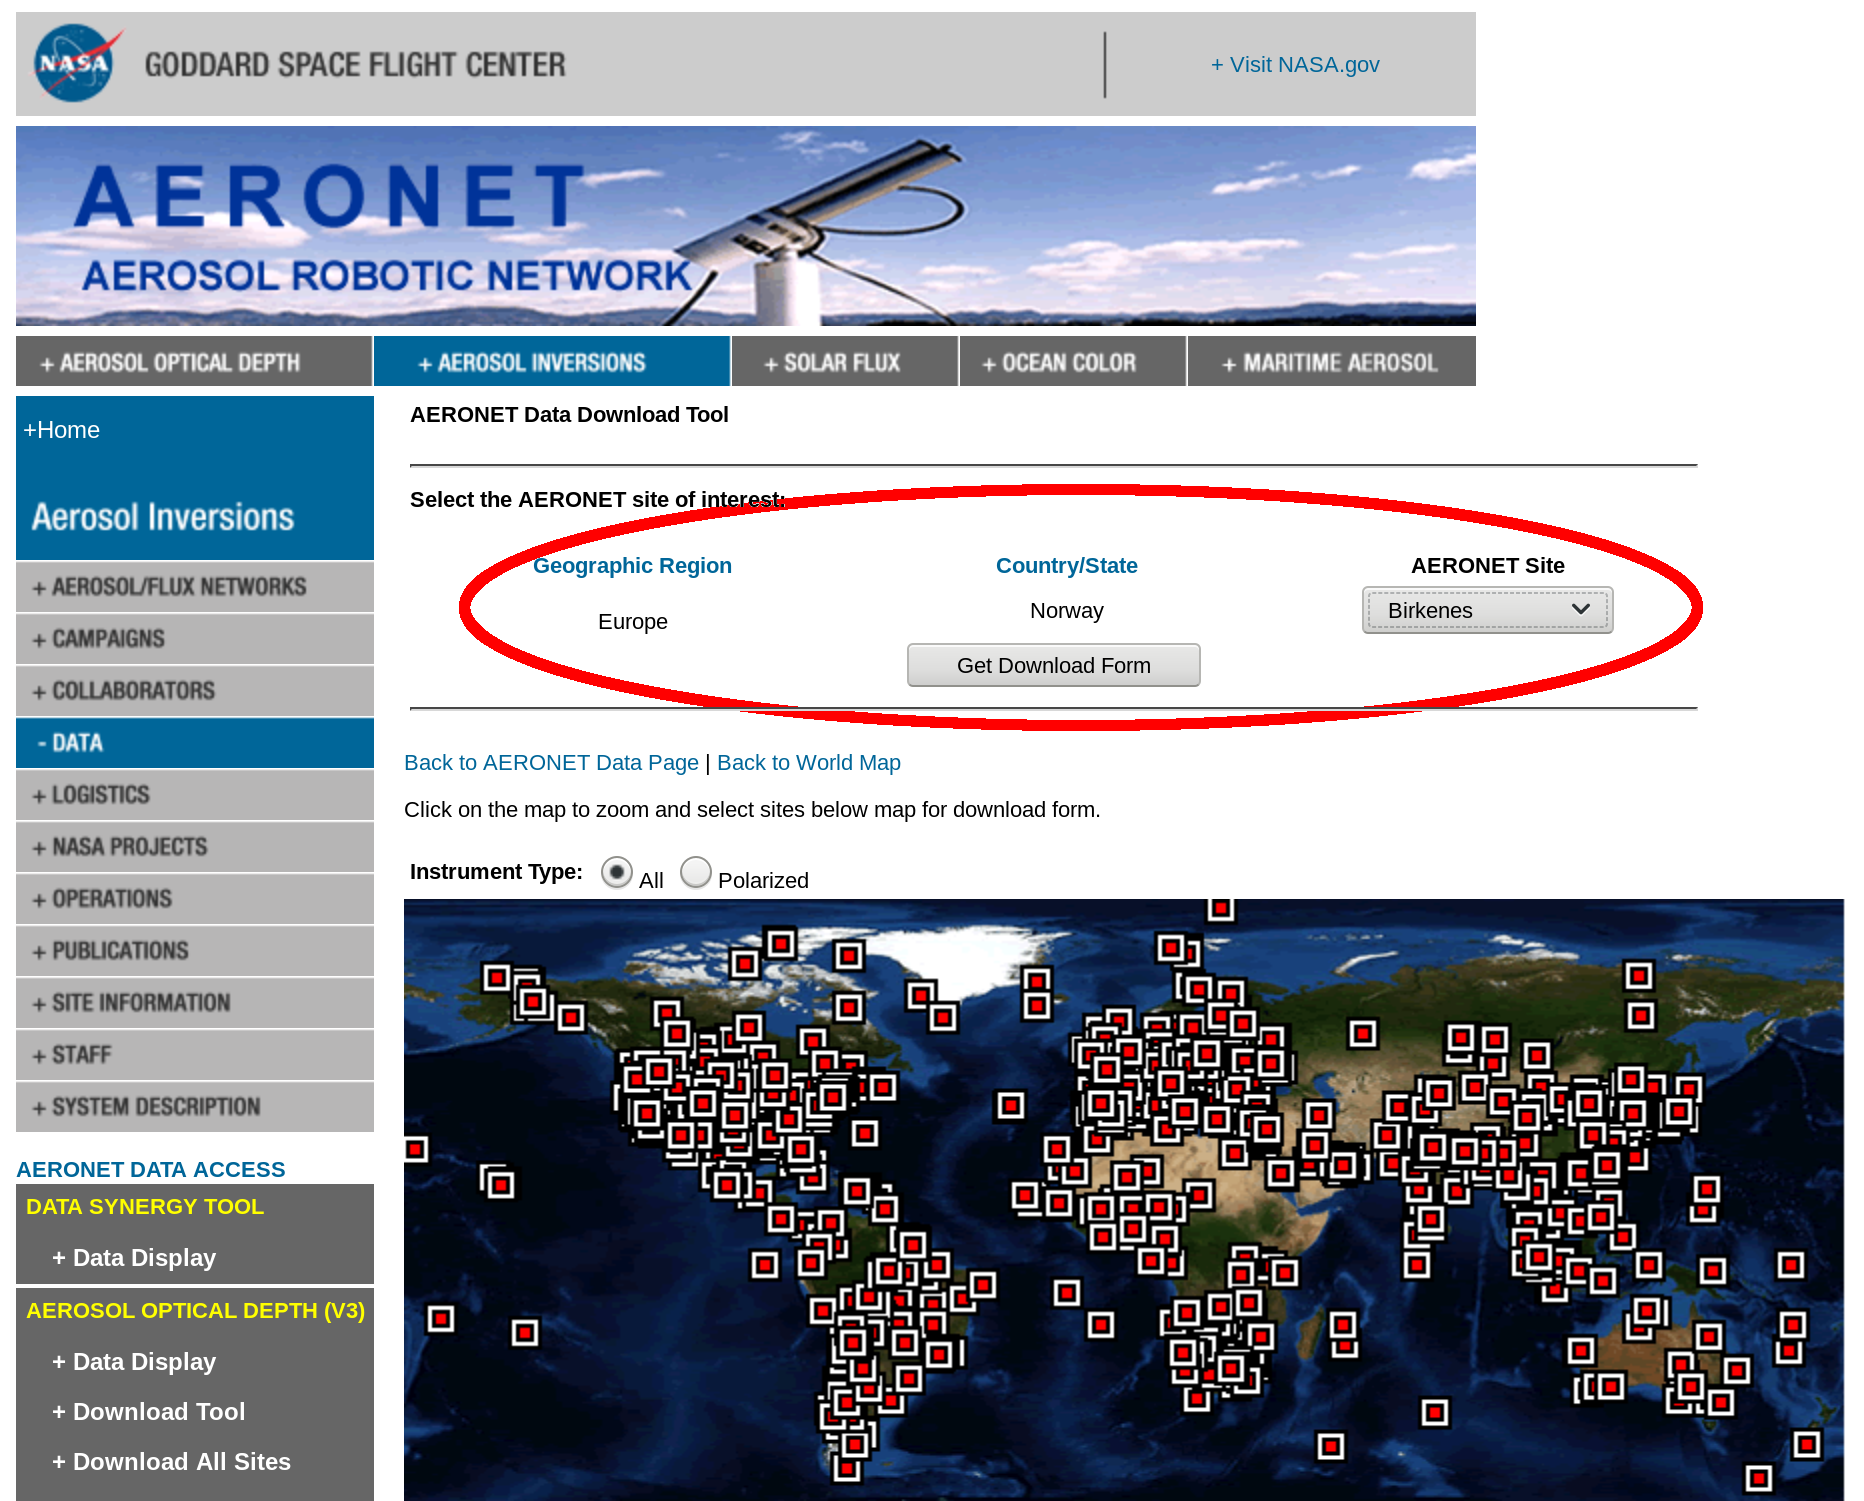 NASA GODDARD SPACE FLIGHT CENTER + Visit NASA.gov
AERONET
AEROSOL ROBOTIC NETWORK
+ AEROSOL OPTICAL DEPTH + AEROSOL INVERSIONS + SOLAR FLUX + OCEAN COLOR + MARITIME AEROSOL
+Home
Aerosol Inversions
+ AEROSOL/FLUX NETWORKS
+ CAMPAIGNS
+ COLLABORATORS
- DATA
+ LOGISTICS
+ NASA PROJECTS
+ OPERATIONS
+ PUBLICATIONS
+ SITE INFORMATION
+ STAFF
+ SYSTEM DESCRIPTION
AERONET DATA ACCESS
DATA SYNERGY TOOL
+ Data Display
AEROSOL OPTICAL DEPTH (V3)
+ Data Display
+ Download Tool
+ Download All Sites
AERONET Data Download Tool
Select the AERONET site of interest:
Geographic Region Country/State AERONET Site
Europe Norway Birkenes
Get Download Form
Back to AERONET Data Page | Back to World Map
Click on the map to zoom and select sites below map for download form.
Instrument Type: All Polarized